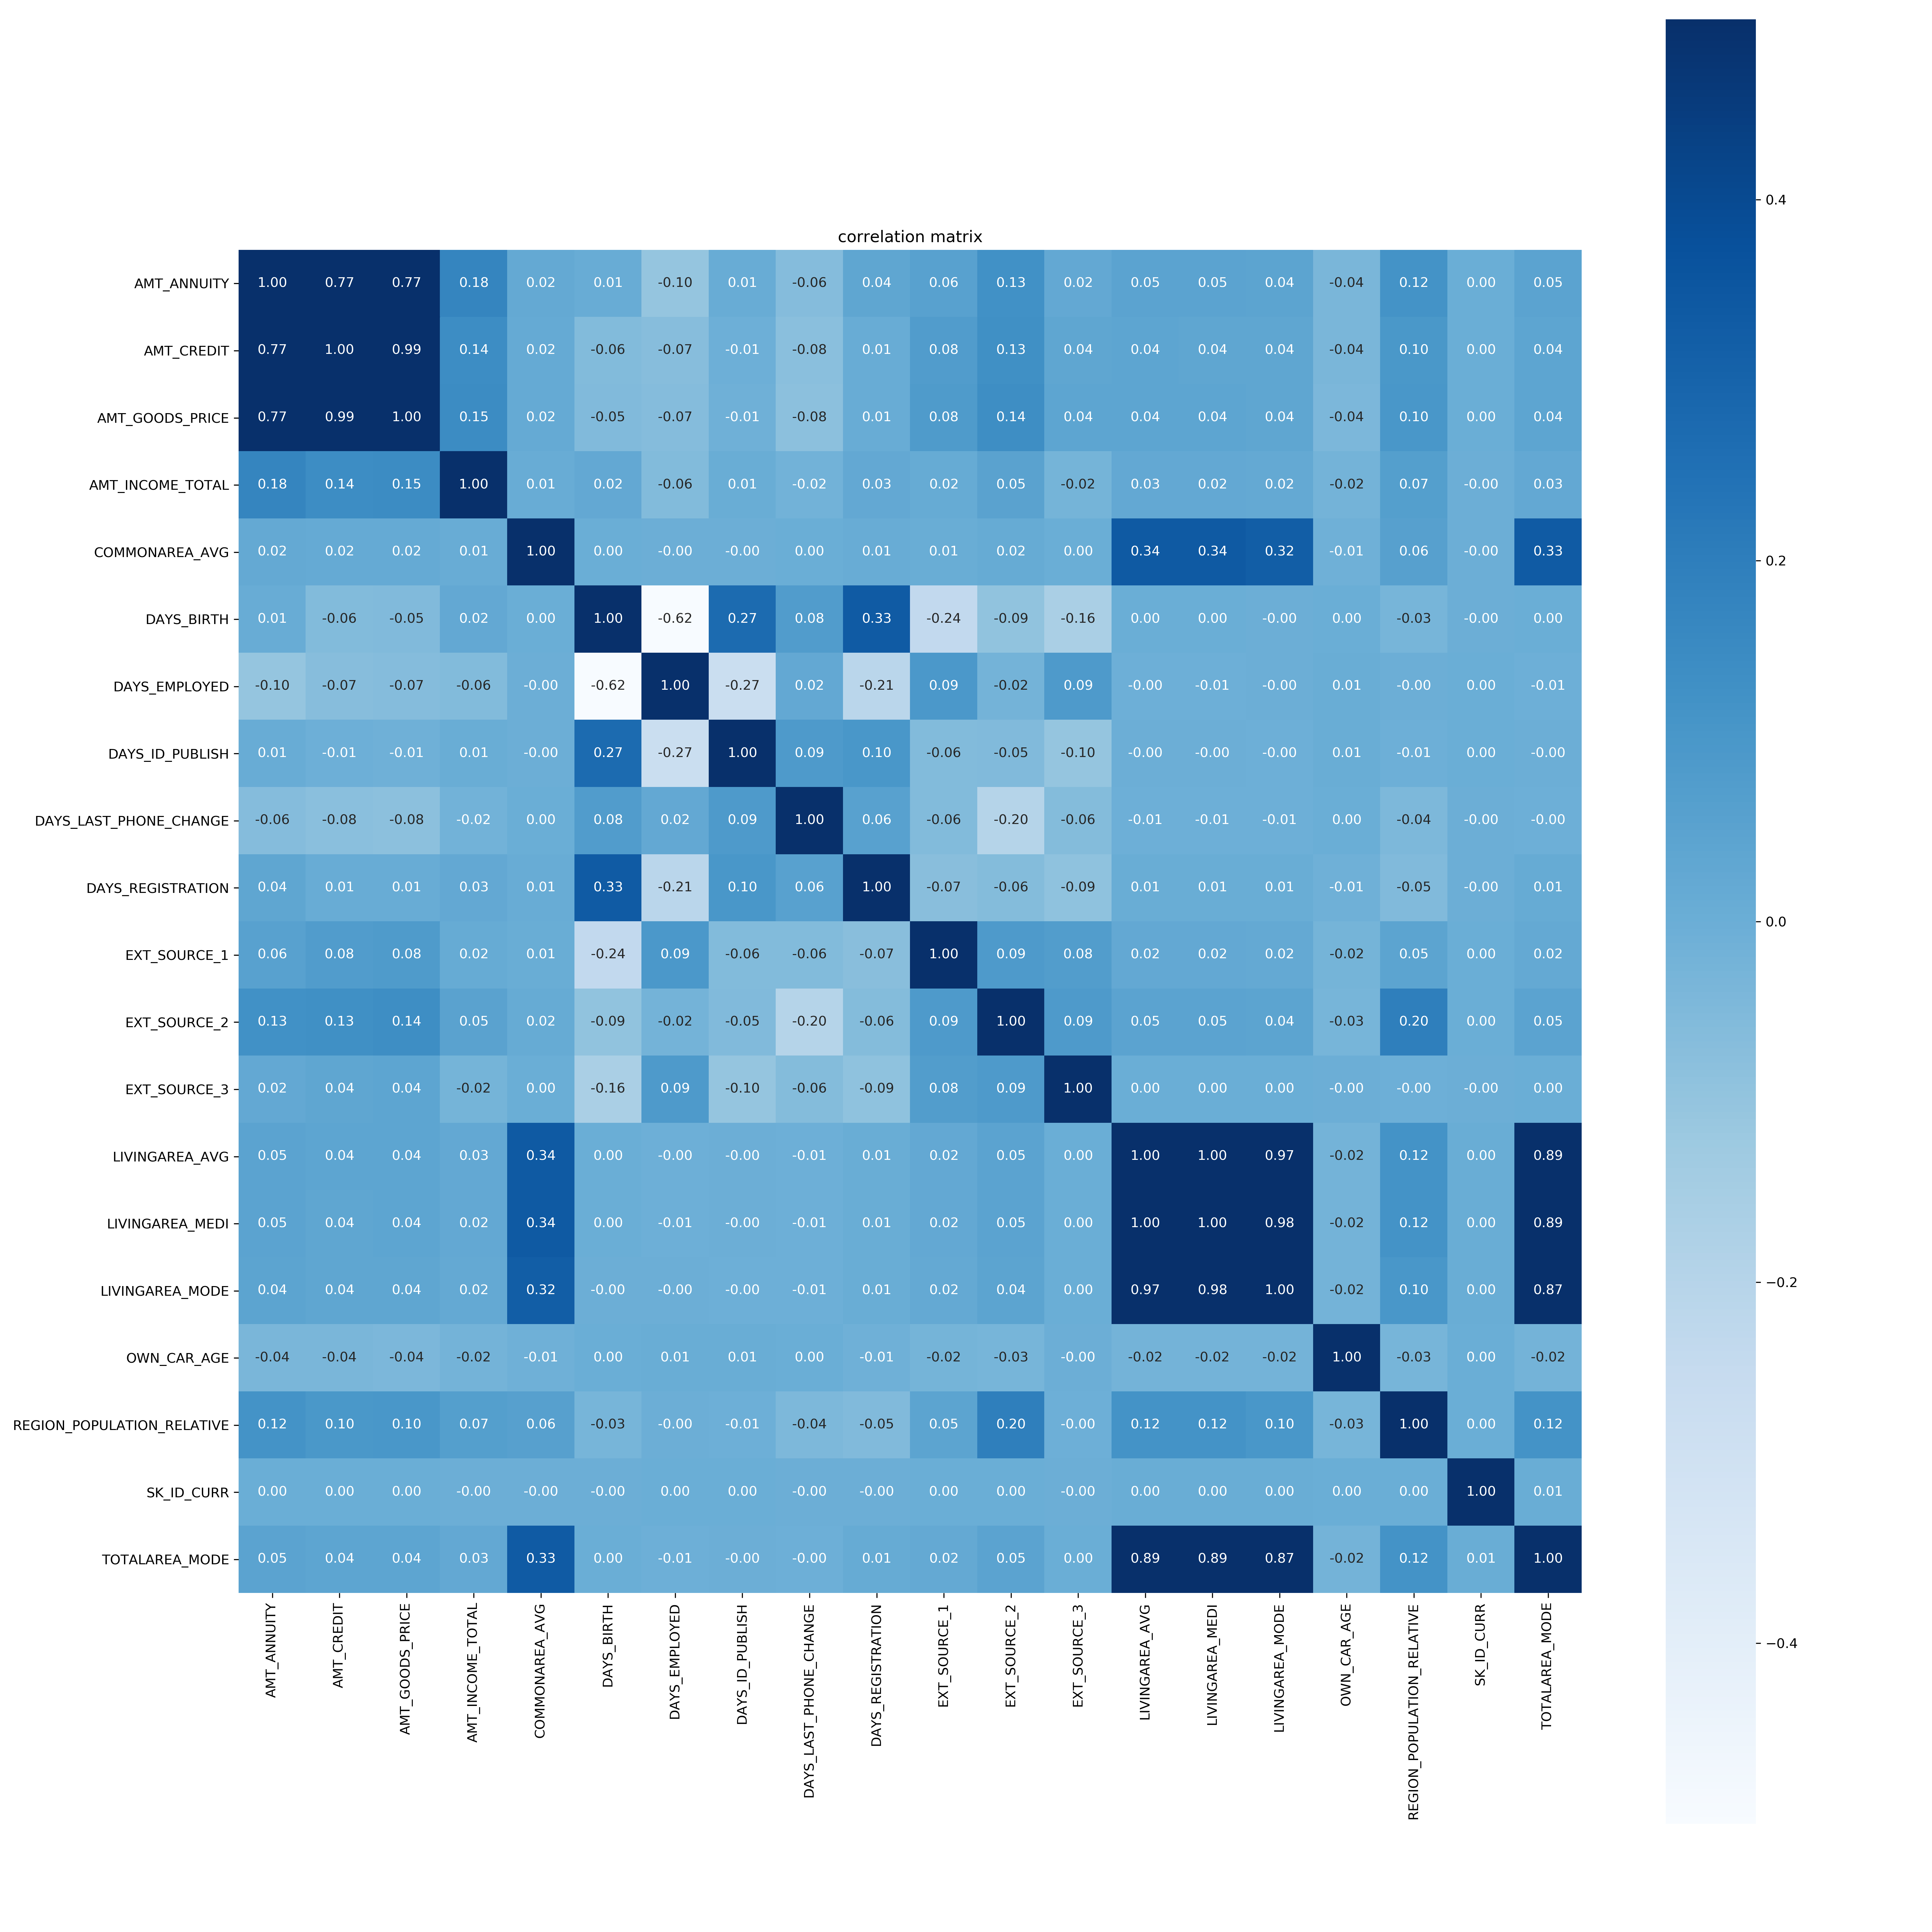 correlation matrix
AMT_ANNUITY 1.00 0.77 0.77 0.18 0.02 0.01 -0.10 0.01 -0.06 0.04 0.06 0.13 0.02 0.05 0.05 0.04 -0.04 0.12 0.00 0.05
AMT_CREDIT 0.77 1.00 0.99 0.14 0.02 -0.06 -0.07 -0.01 -0.08 0.01 0.08 0.13 0.04 0.04 0.04 0.04 -0.04 0.10 0.00 0.04
AMT_GOODS_PRICE 0.77 0.99 1.00 0.15 0.02 -0.05 -0.07 -0.01 -0.08 0.01 0.08 0.14 0.04 0.04 0.04 0.04 -0.04 0.10 0.00 0.04
AMT_INCOME_TOTAL 0.18 0.14 0.15 1.00 0.01 0.02 -0.06 0.01 -0.02 0.03 0.02 0.05 -0.02 0.03 0.02 0.02 -0.02 0.07 -0.00 0.03
COMMONAREA_AVG 0.02 0.02 0.02 0.01 1.00 0.00 -0.00 -0.00 0.00 0.01 0.01 0.02 0.00 0.34 0.34 0.32 -0.01 0.06 -0.00 0.33
DAYS_BIRTH 0.01 -0.06 -0.05 0.02 0.00 1.00 -0.62 0.27 0.08 0.33 -0.24 -0.09 -0.16 0.00 0.00 -0.00 0.00 -0.03 -0.00 0.00
DAYS_EMPLOYED -0.10 -0.07 -0.07 -0.06 -0.00 -0.62 1.00 -0.27 0.02 -0.21 0.09 -0.02 0.09 -0.00 -0.01 -0.00 0.01 -0.00 0.00 -0.01
DAYS_ID_PUBLISH 0.01 -0.01 -0.01 0.01 -0.00 0.27 -0.27 1.00 0.09 0.10 -0.06 -0.05 -0.10 -0.00 -0.00 -0.00 0.01 -0.01 0.00 -0.00
DAYS_LAST_PHONE_CHANGE -0.06 -0.08 -0.08 -0.02 0.00 0.08 0.02 0.09 1.00 0.06 -0.06 -0.20 -0.06 -0.01 -0.01 -0.01 0.00 -0.04 -0.00 -0.00
DAYS_REGISTRATION 0.04 0.01 0.01 0.03 0.01 0.33 -0.21 0.10 0.06 1.00 -0.07 -0.06 -0.09 0.01 0.01 0.01 -0.01 -0.05 -0.00 0.01
EXT_SOURCE_1 0.06 0.08 0.08 0.02 0.01 -0.24 0.09 -0.06 -0.06 -0.07 1.00 0.09 0.08 0.02 0.02 0.02 -0.02 0.05 0.00 0.02
EXT_SOURCE_2 0.13 0.13 0.14 0.05 0.02 -0.09 -0.02 -0.05 -0.20 -0.06 0.09 1.00 0.09 0.05 0.05 0.04 -0.03 0.20 0.00 0.05
EXT_SOURCE_3 0.02 0.04 0.04 -0.02 0.00 -0.16 0.09 -0.10 -0.06 -0.09 0.08 0.09 1.00 0.00 0.00 0.00 -0.00 -0.00 -0.00 0.00
LIVINGAREA_AVG 0.05 0.04 0.04 0.03 0.34 0.00 -0.00 -0.00 -0.01 0.01 0.02 0.05 0.00 1.00 1.00 0.97 -0.02 0.12 0.00 0.89
LIVINGAREA_MEDI 0.05 0.04 0.04 0.02 0.34 0.00 -0.01 -0.00 -0.01 0.01 0.02 0.05 0.00 1.00 1.00 0.98 -0.02 0.12 0.00 0.89
LIVINGAREA_MODE 0.04 0.04 0.04 0.02 0.32 -0.00 -0.00 -0.00 -0.01 0.01 0.02 0.04 0.00 0.97 0.98 1.00 -0.02 0.10 0.00 0.87
OWN_CAR_AGE -0.04 -0.04 -0.04 -0.02 -0.01 0.00 0.01 0.01 0.00 -0.01 -0.02 -0.03 -0.00 -0.02 -0.02 -0.02 1.00 -0.03 0.00 -0.02
REGION_POPULATION_RELATIVE 0.12 0.10 0.10 0.07 0.06 -0.03 -0.00 -0.01 -0.04 -0.05 0.05 0.20 -0.00 0.12 0.12 0.10 -0.03 1.00 0.00 0.12
SK_ID_CURR 0.00 0.00 0.00 -0.00 -0.00 -0.00 0.00 0.00 -0.00 -0.00 0.00 0.00 -0.00 0.00 0.00 0.00 0.00 0.00 1.00 0.01
TOTALAREA_MODE 0.05 0.04 0.04 0.03 0.33 0.00 -0.01 -0.00 -0.00 0.01 0.02 0.05 0.00 0.89 0.89 0.87 -0.02 0.12 0.01 1.00
AMT_ANNUITY
AMT_CREDIT
AMT_GOODS_PRICE
AMT_INCOME_TOTAL
COMMONAREA_AVG
DAYS_BIRTH
DAYS_EMPLOYED
DAYS_ID_PUBLISH
DAYS_LAST_PHONE_CHANGE
DAYS_REGISTRATION
EXT_SOURCE_1
EXT_SOURCE_2
EXT_SOURCE_3
LIVINGAREA_AVG
LIVINGAREA_MEDI
LIVINGAREA_MODE
OWN_CAR_AGE
REGION_POPULATION_RELATIVE
SK_ID_CURR
TOTALAREA_MODE
0.4
0.2
0.0
−0.2
−0.4